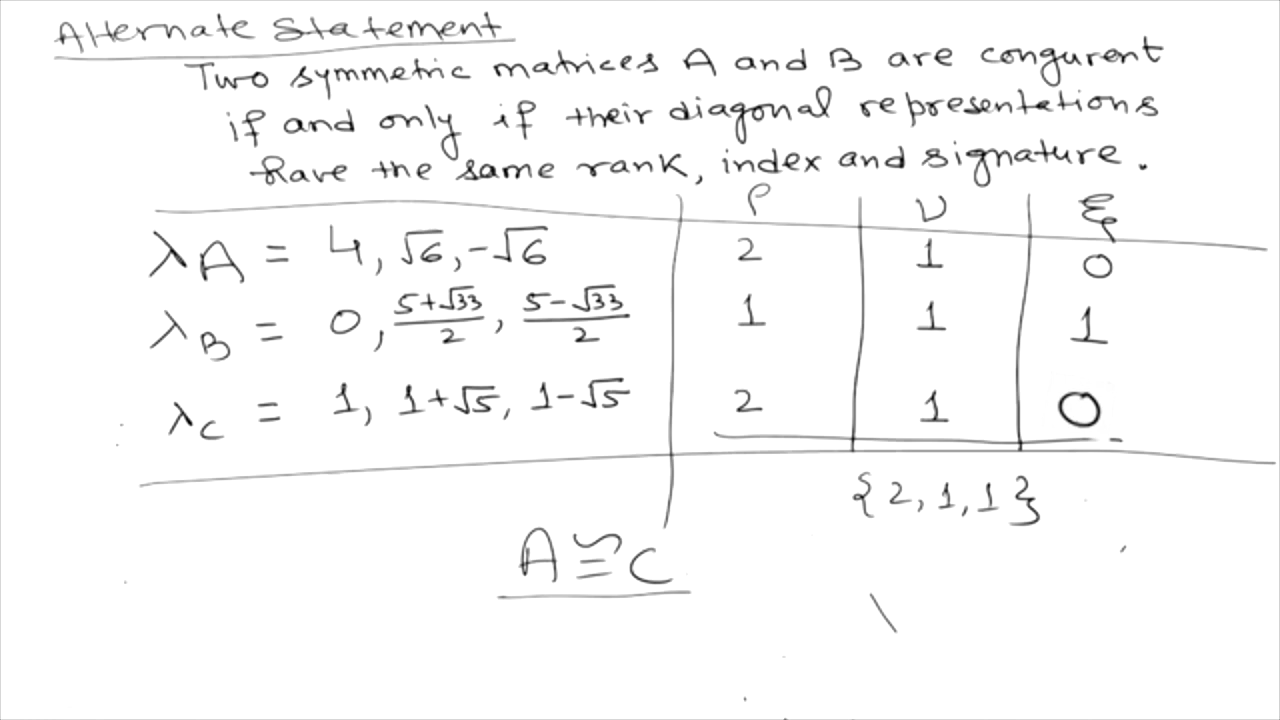 Alternate Statement
Two symmetric matrices A and B are congurent
if and only if their diagonal representations
have the same rank, index and signature.
ρ ν ξ
λA = 4, √6, -√6 2 1 0
λB = 0, (5+√33)/2, (5-√33)/2 1 1 1
λC = 1, 1+√5, 1-√5 2 1 0
{2, 1, 1}
A ≅ C